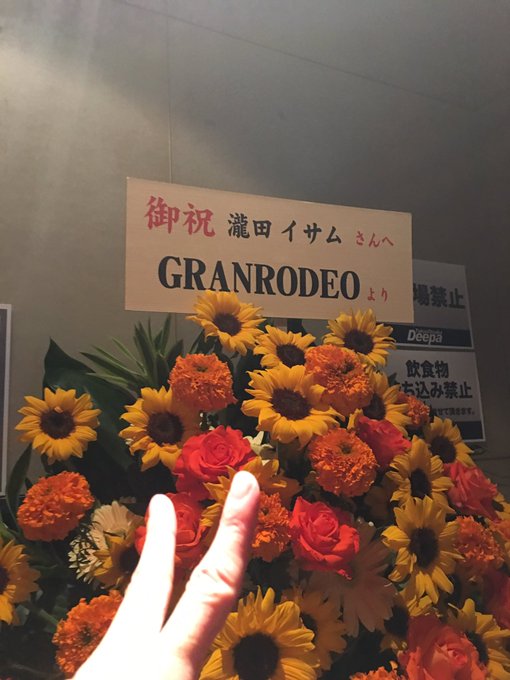 御祝 瀧田 イサム さんへ
GRANRODEO より
場禁止
Deepa
飲食物
ち込み禁止